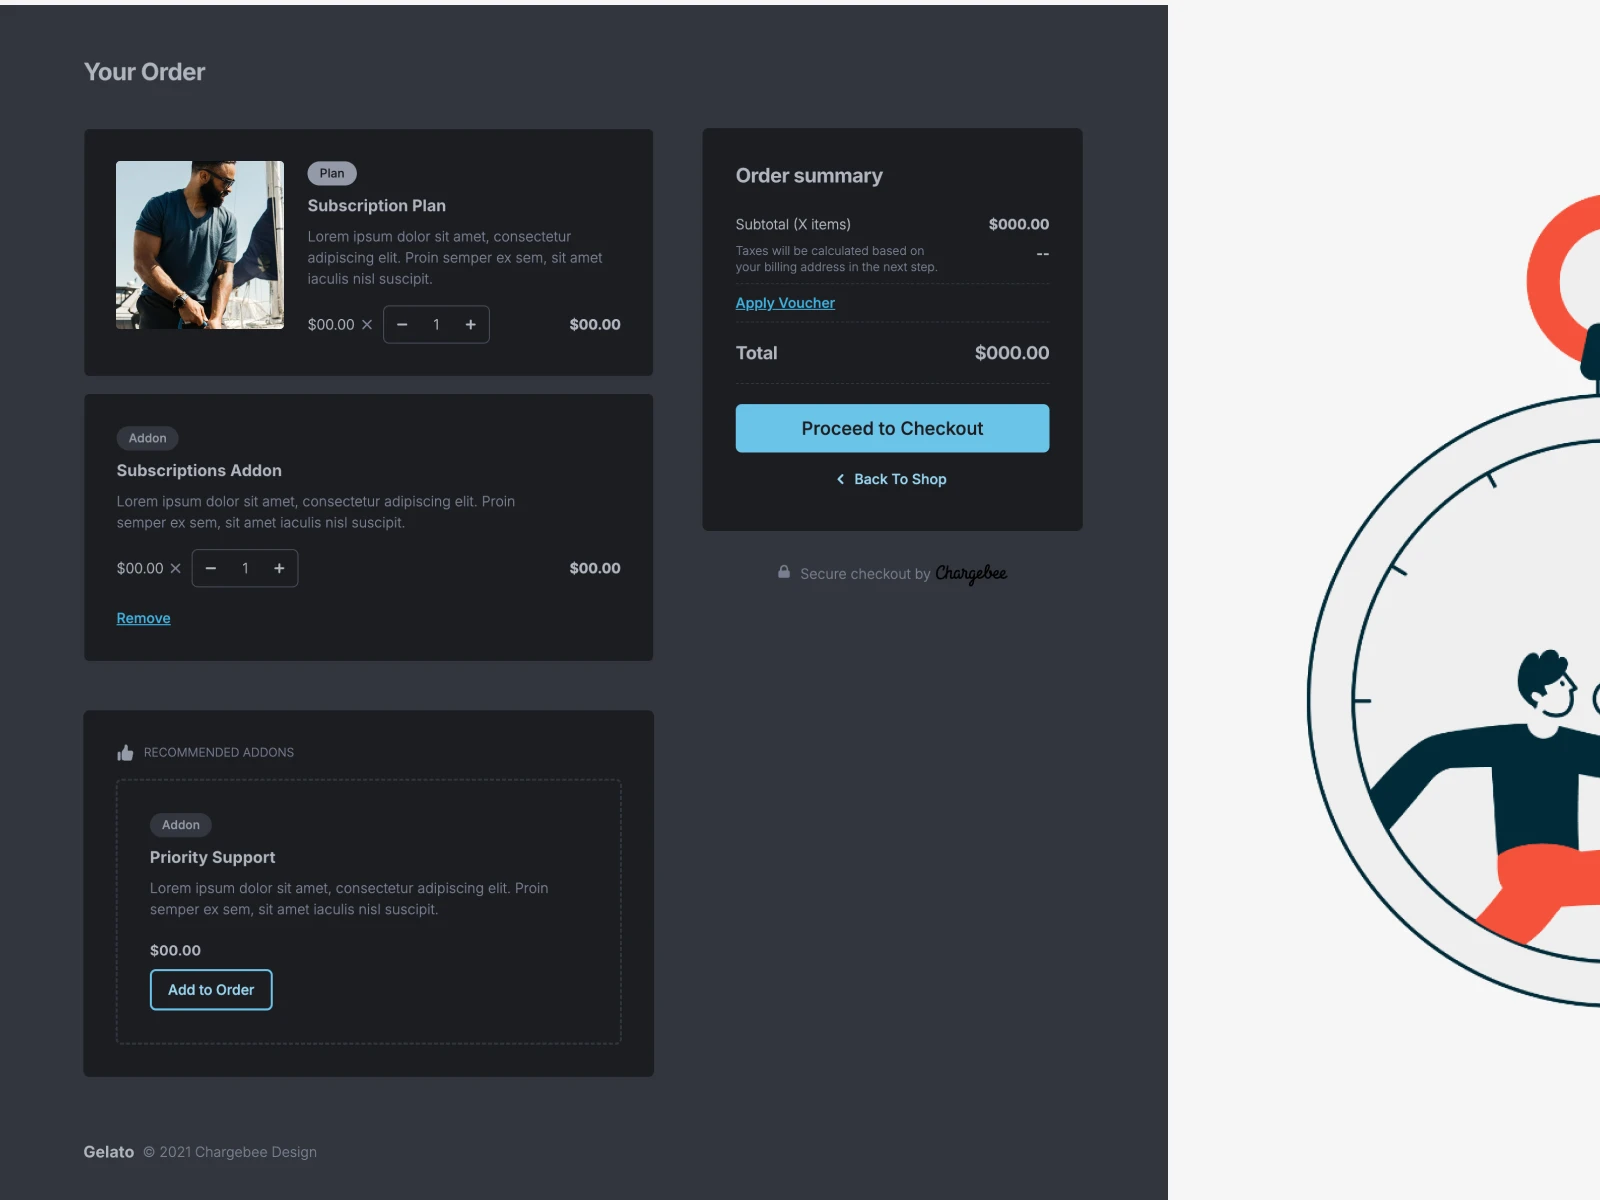 Your Order
Plan
Subscription Plan
Lorem ipsum dolor sit amet, consectetur
adipiscing elit. Proin semper ex sem, sit amet
iaculis nisl suscipit.
$00.00 × − 1 + $00.00
Addon
Subscriptions Addon
Lorem ipsum dolor sit amet, consectetur adipiscing elit. Proin
semper ex sem, sit amet iaculis nisl suscipit.
$00.00 × − 1 + $00.00
Remove
RECOMMENDED ADDONS
Addon
Priority Support
Lorem ipsum dolor sit amet, consectetur adipiscing elit. Proin
semper ex sem, sit amet iaculis nisl suscipit.
$00.00
Add to Order
Order summary
Subtotal (X items) $000.00
Taxes will be calculated based on --
your billing address in the next step.
Apply Voucher
Total $000.00
Proceed to Checkout
Back To Shop
Secure checkout by Chargebee
Gelato © 2021 Chargebee Design